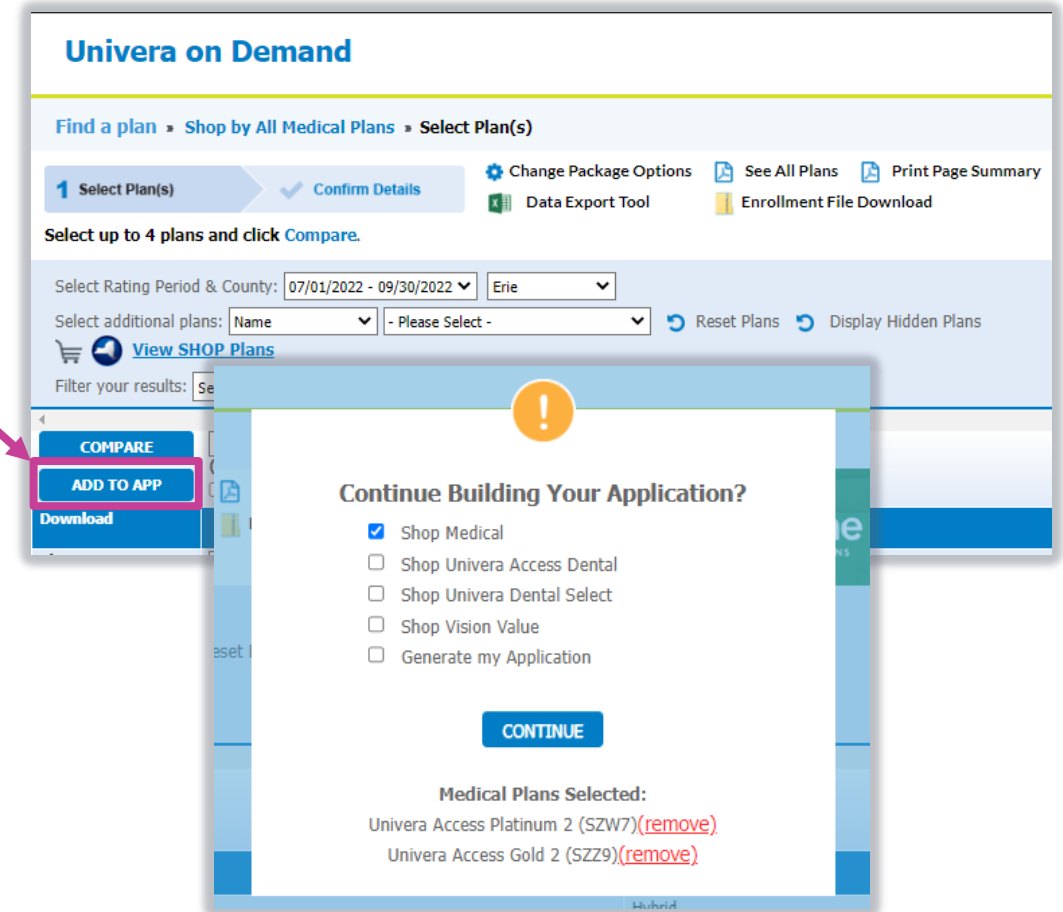 Univera on Demand
Find a plan » Shop by All Medical Plans » Select Plan(s)
1 Select Plan(s) Confirm Details
Change Package Options See All Plans Print Page Summary
Data Export Tool Enrollment File Download
Select up to 4 plans and click Compare.
Select Rating Period & County: 07/01/2022 - 09/30/2022 Erie
Select additional plans: Name - Please Select - Reset Plans Display Hidden Plans
View SHOP Plans
Filter your results: Se
COMPARE
ADD TO APP
Download
!
Continue Building Your Application?
Shop Medical
Shop Univera Access Dental
Shop Univera Dental Select
Shop Vision Value
Generate my Application
CONTINUE
Medical Plans Selected:
Univera Access Platinum 2 (SZW7)(remove)
Univera Access Gold 2 (SZZ9)(remove)
Hybrid